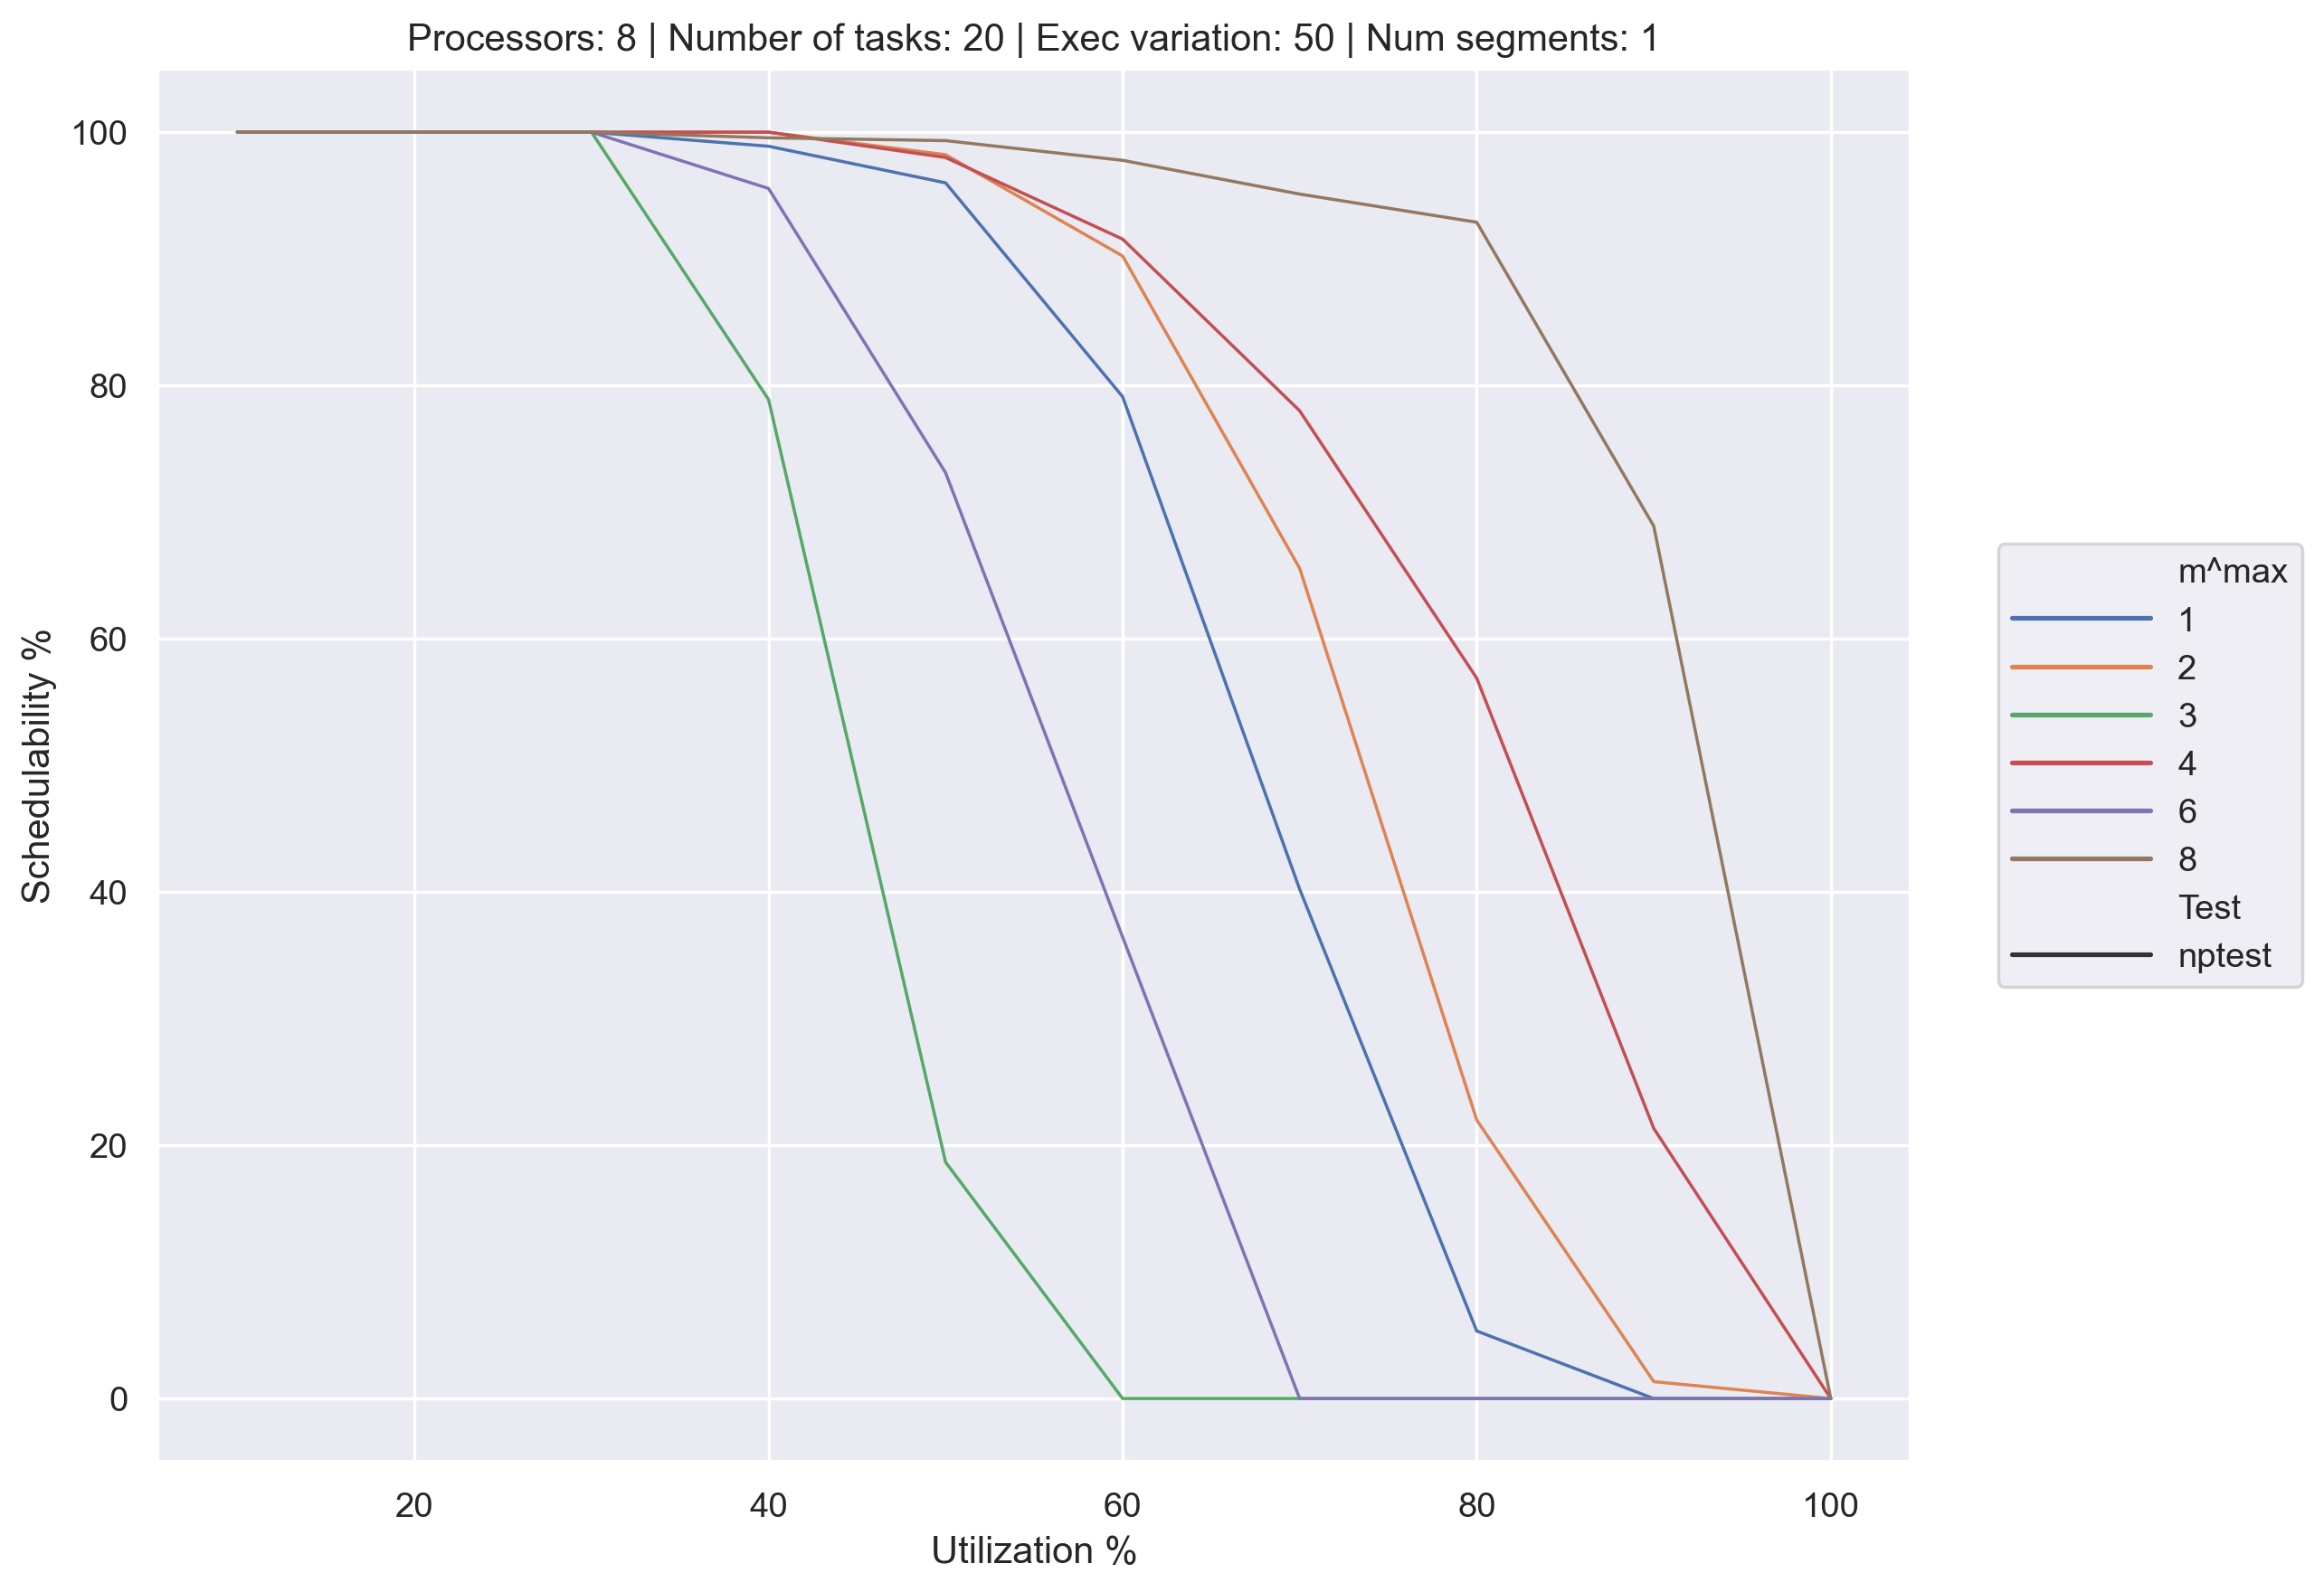 Processors: 8 | Number of tasks: 20 | Exec variation: 50 | Num segments: 1
100
80
60
40
20
0
Schedulability %
20 40 60 80 100
Utilization %
m^max
1
2
3
4
6
8
Test
nptest